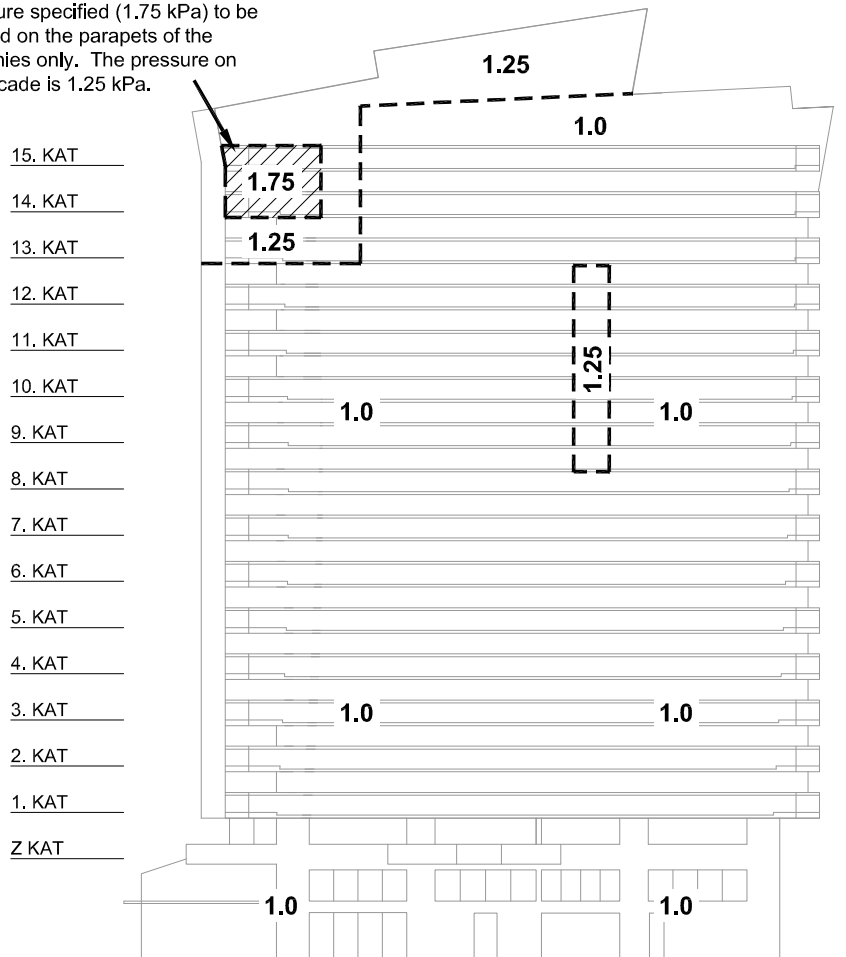 ure specified (1.75 kPa) to be
d on the parapets of the
nies only. The pressure on
cade is 1.25 kPa.
1.25
1.0
15. KAT
1.75
14. KAT
1.25
13. KAT
12. KAT
11. KAT
1.25
10. KAT
1.0
1.0
9. KAT
8. KAT
7. KAT
6. KAT
5. KAT
4. KAT
3. KAT
1.0
1.0
2. KAT
1. KAT
Z KAT
1.0
1.0